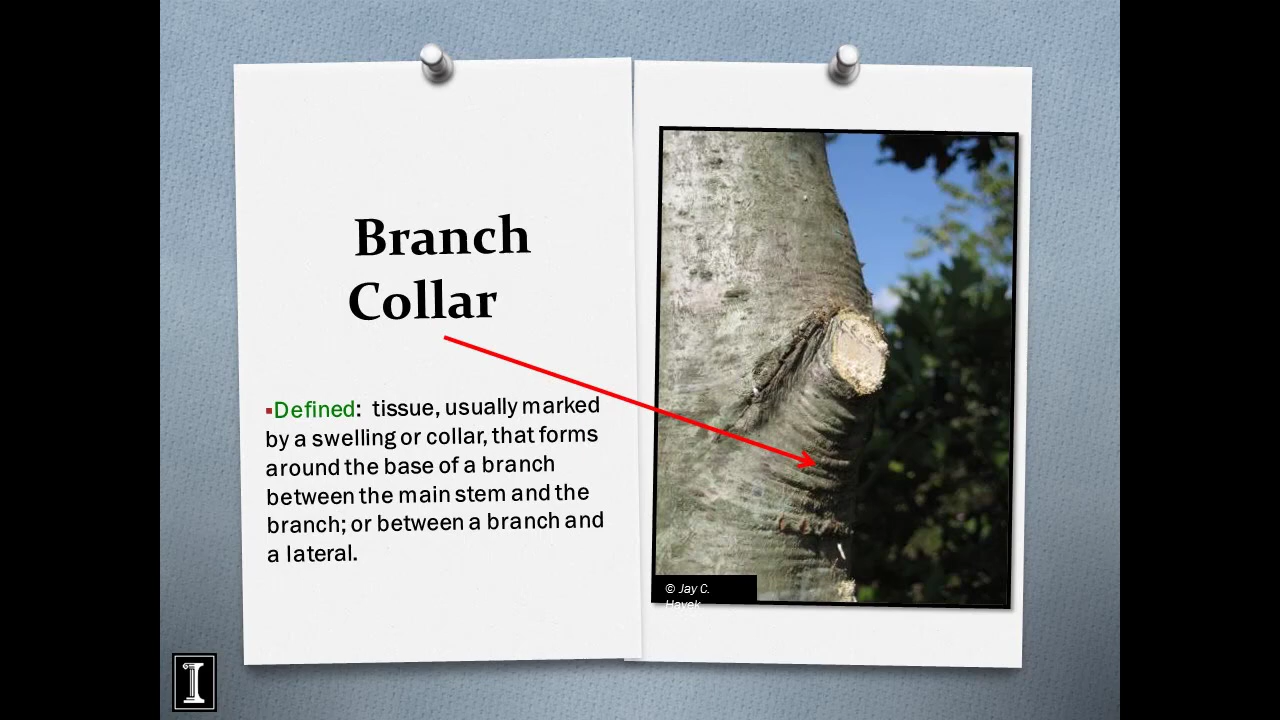 Branch
Collar
▪Defined: tissue, usually marked
by a swelling or collar, that forms
around the base of a branch
between the main stem and the
branch; or between a branch and
a lateral.
© Jay C.
Hayek
I